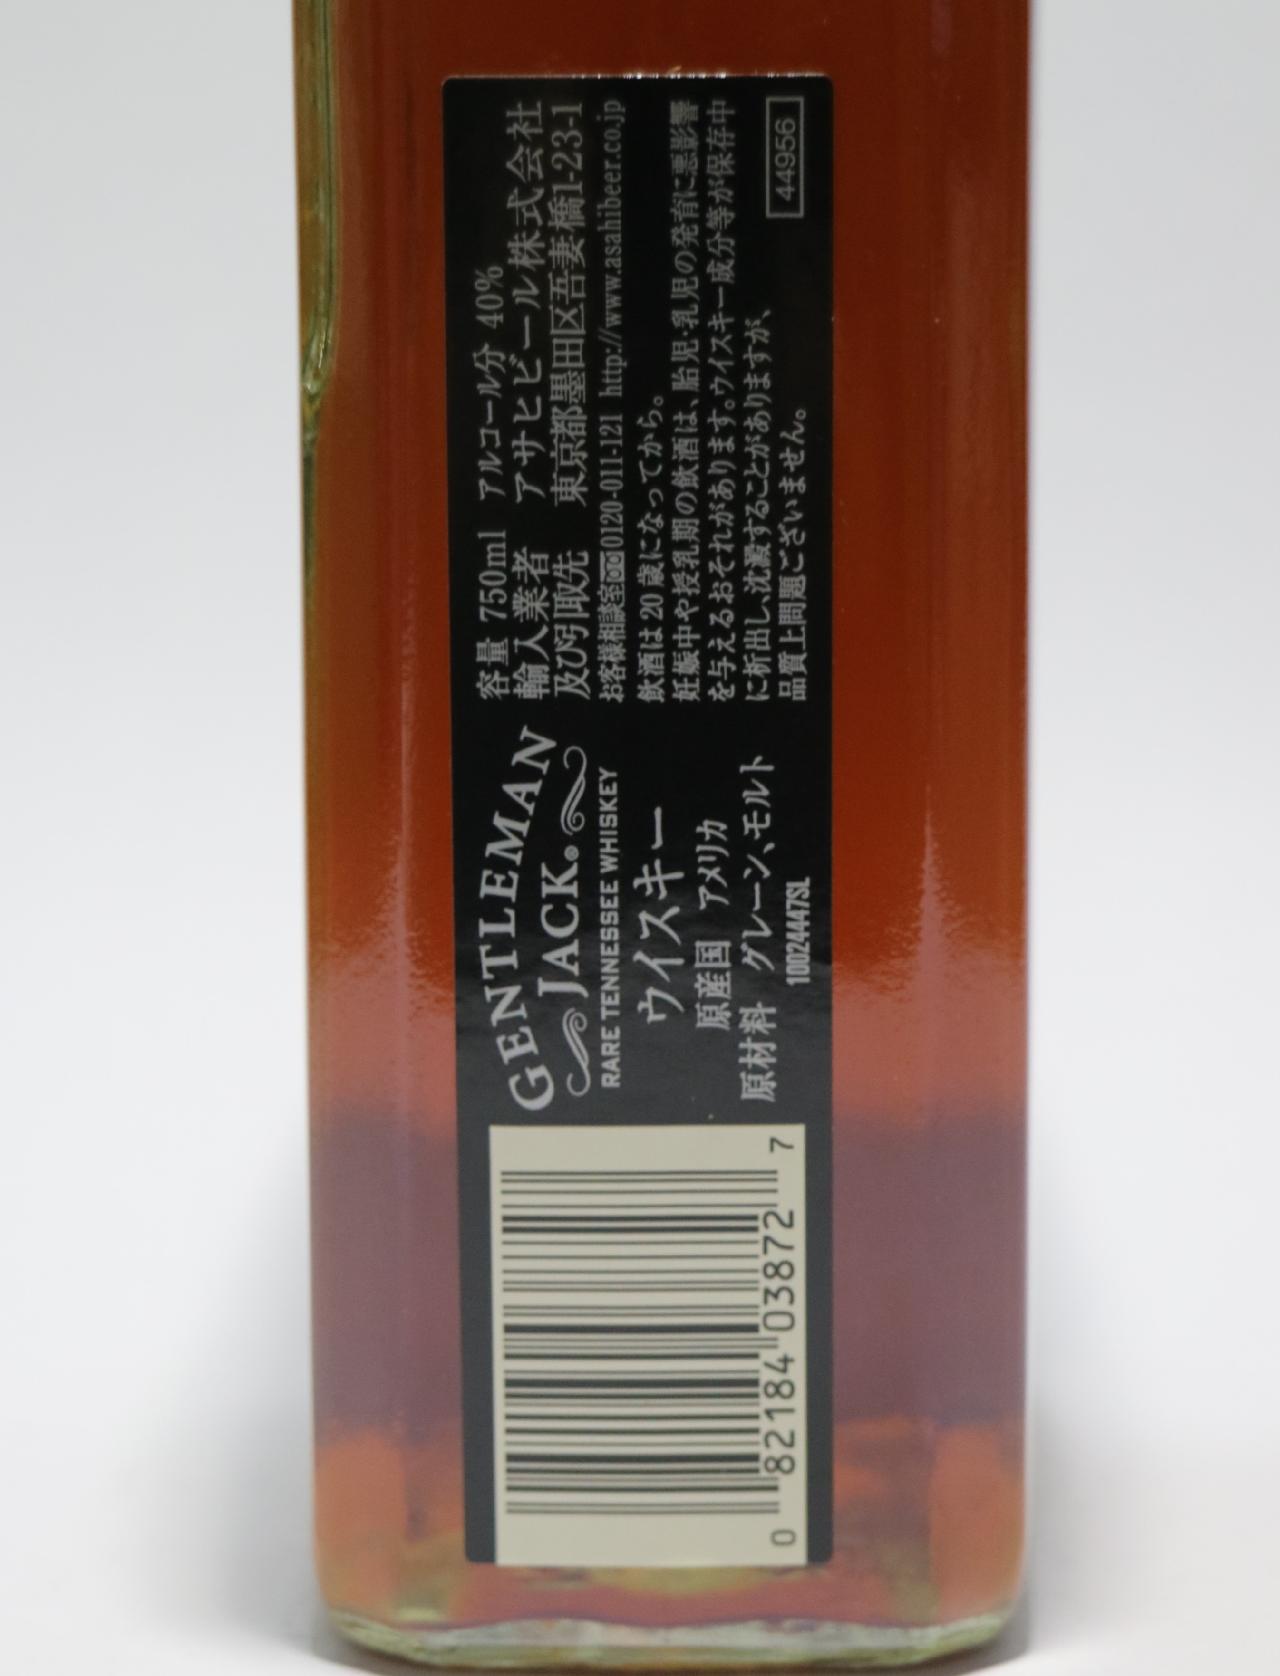 GENTLEMAN
JACK®
RARE TENNESSEE WHISKEY
ウイスキー
原産国 アメリカ
原材料 グレーン、モルト
10024447SL
容量 750ml アルコール分 40%
輸入業者 アサヒビール株式会社
及び引取先 東京都墨田区吾妻橋1-23-1
お客様相談室 0120-011-121 http://www.asahibeer.co.jp
飲酒は20歳になってから。
妊娠中や授乳期の飲酒は、胎児・乳児の発育に悪影響
を与えるおそれがあります。ウイスキー成分等が保存中
に析出し、沈澱することがありますが、
品質上問題ございません。
44956
0 82184 03872 7